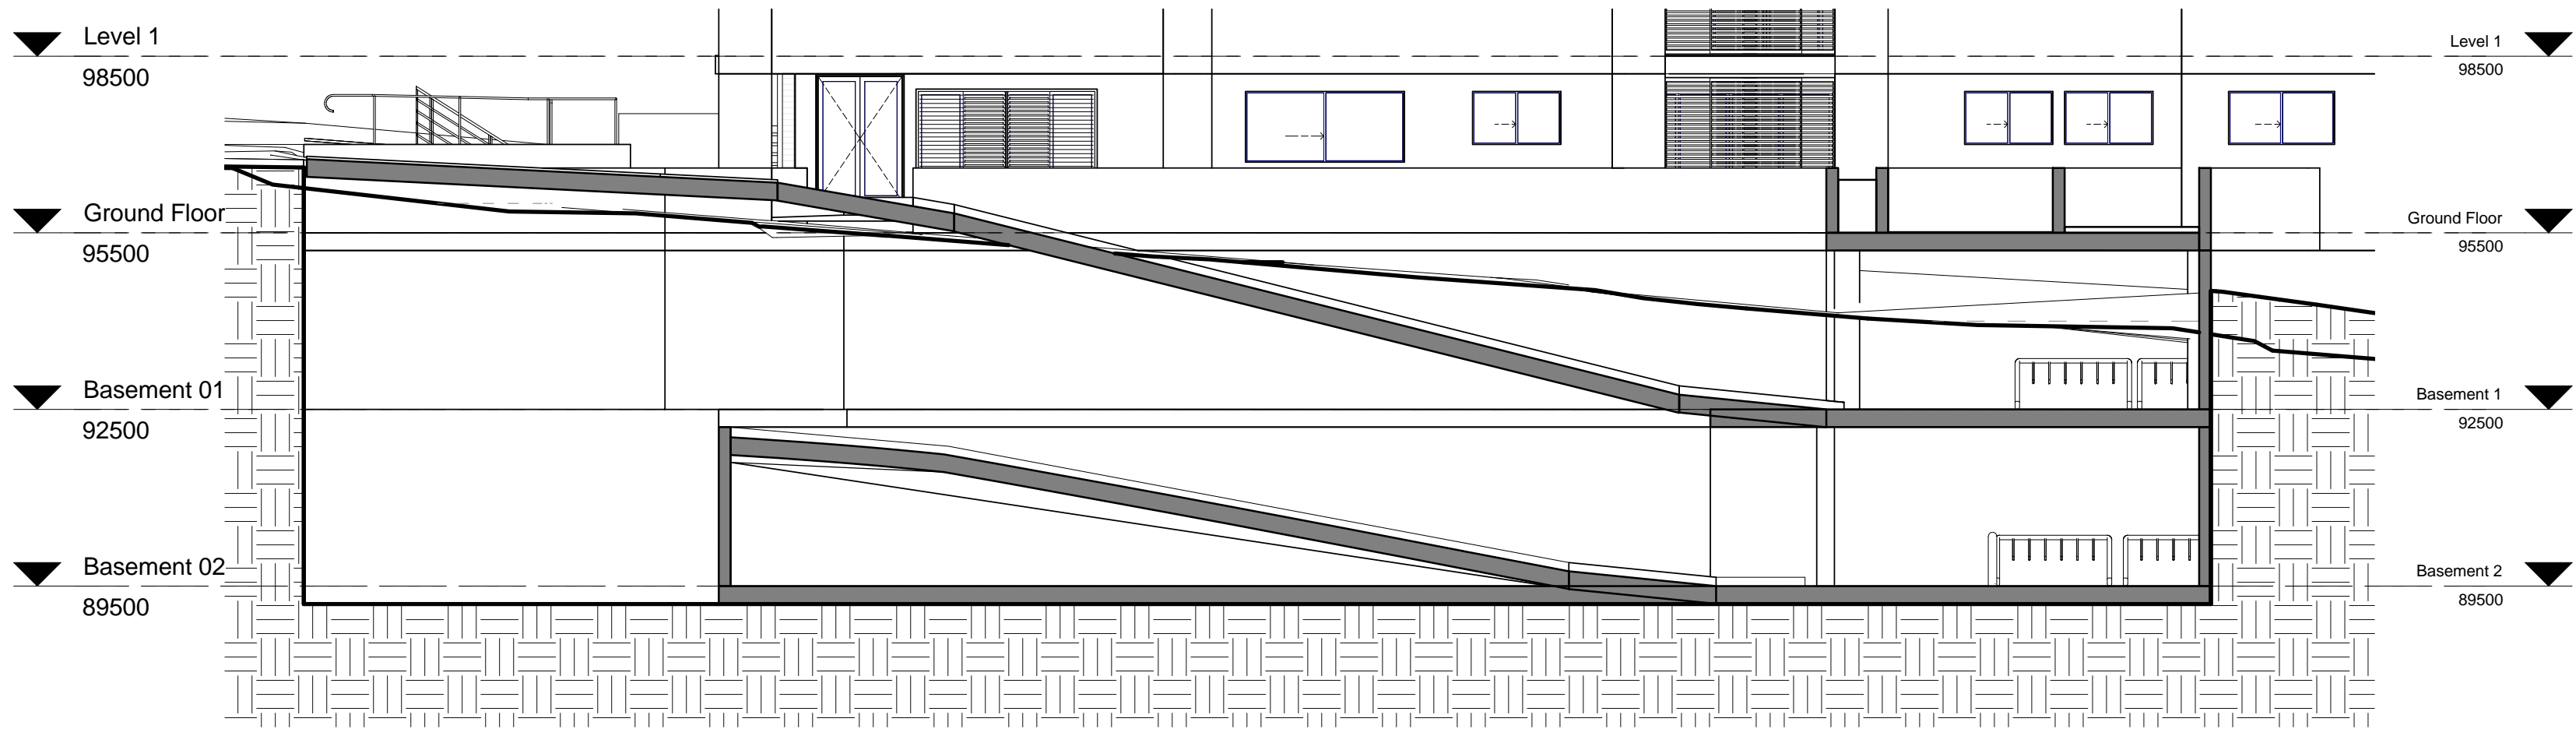 Level 1
98500
Level 1
98500
Ground Floor
95500
Ground Floor
95500
Basement 01
92500
Basement 1
92500
Basement 02
89500
Basement 2
89500